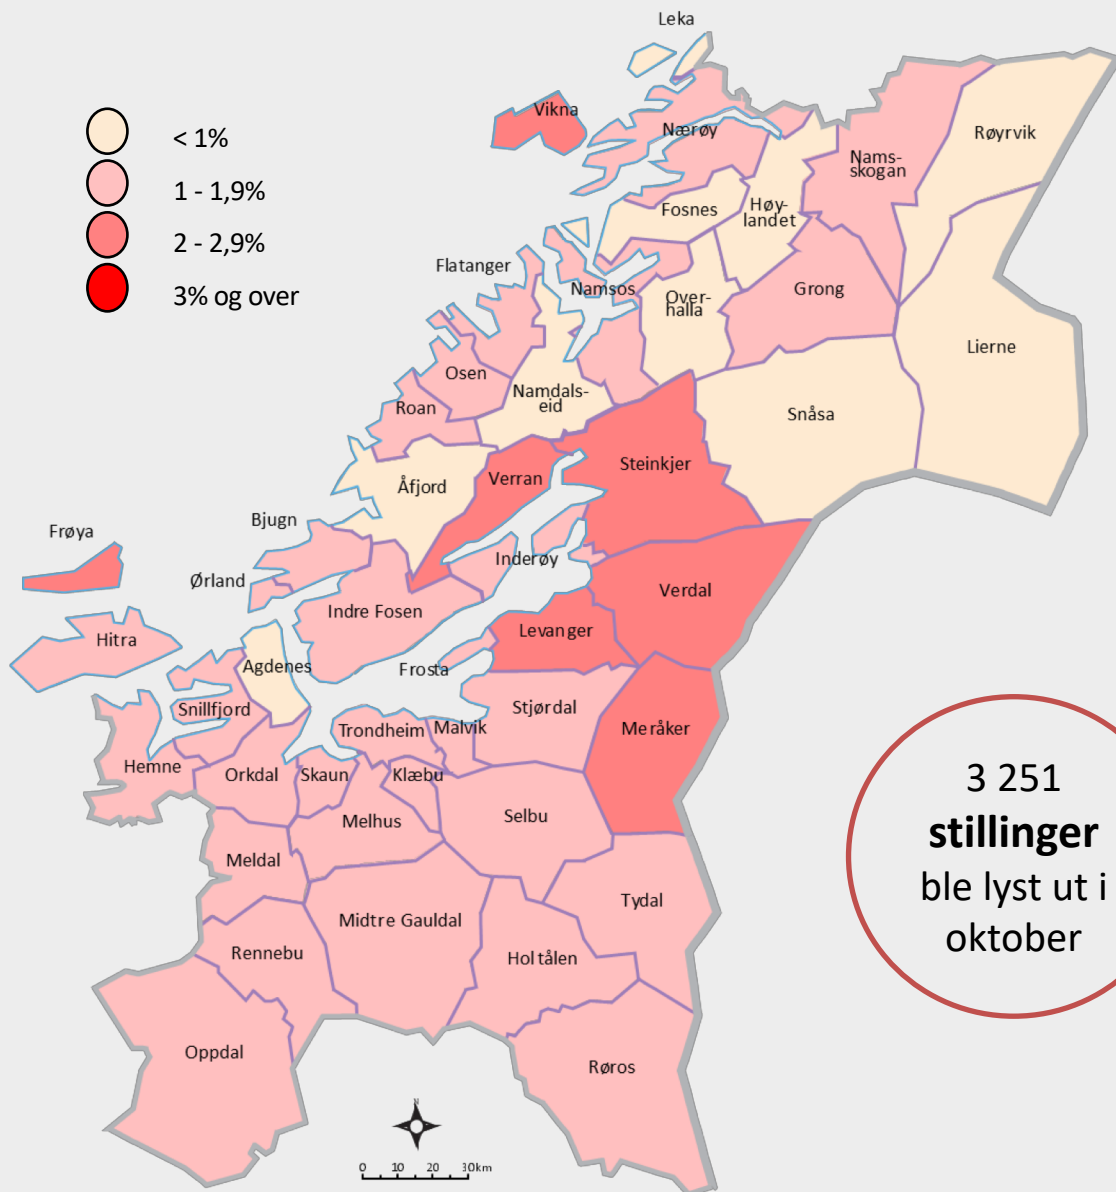 Leka
< 1%
1 - 1,9%
2 - 2,9%
3% og over
Vikna
Nærøy
Røyrvik
Nams-
skogan
Fosnes
Høy-
landet
Flatanger
Namsos
Over-
halla
Grong
Lierne
Osen
Namdals-
eid
Roan
Snåsa
Steinkjer
Verran
Åfjord
Bjugn
Frøya
Inderøy
Ørland
Verdal
Indre Fosen
Levanger
Hitra
Agdenes
Frosta
Snillfjord
Stjørdal
Trondheim
Malvik
Meråker
Hemne
Orkdal
Skaun
Klæbu
Melhus
Selbu
Meldal
Tydal
Midtre Gauldal
Rennebu
Holtålen
Oppdal
Røros
3 251
stillinger
ble lyst ut i
oktober
N
0 10 20 30km